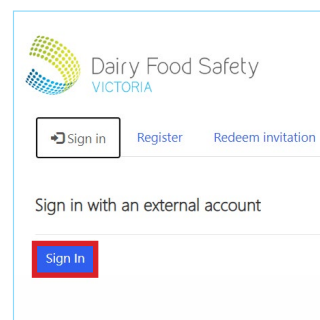 Dairy Food Safety
VICTORIA
Sign in Register Redeem invitation
Sign in with an external account
Sign In